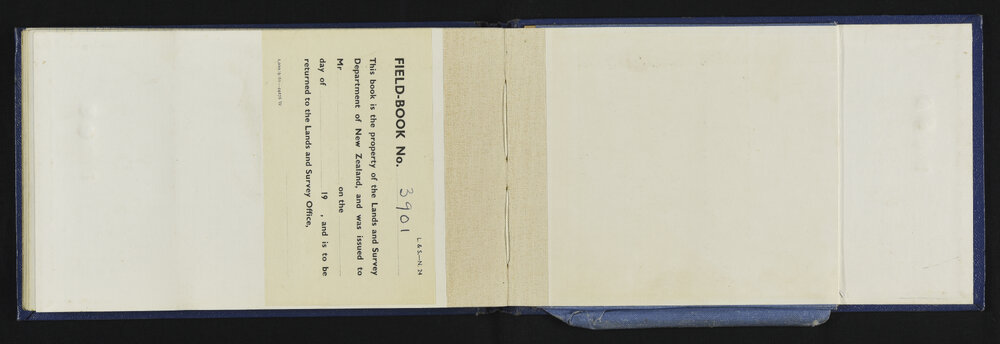 L & S.—N. 24
FIELD-BOOK No. 3901
This book is the property of the Lands and Survey
Department of New Zealand, and was issued to
Mr on the
day of 19 , and is to be
returned to the Lands and Survey Office,